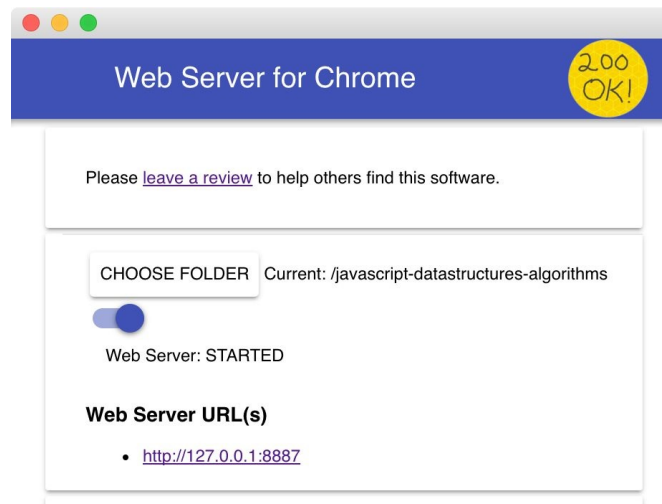 Web Server for Chrome
200
OK!
Please leave a review to help others find this software.
CHOOSE FOLDER Current: /javascript-datastructures-algorithms
Web Server: STARTED
Web Server URL(s)
• http://127.0.0.1:8887